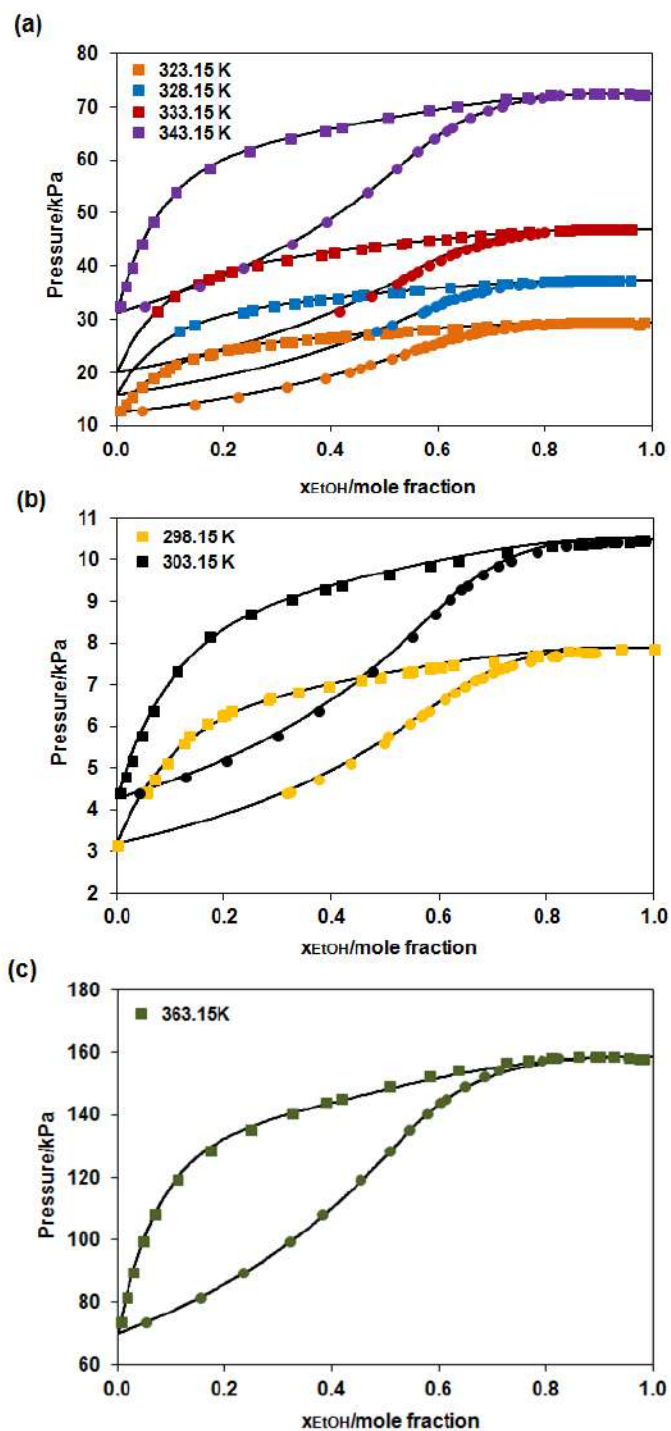 (a)
80
70
60
50
40
30
20
10
Pressure/kPa
323.15 K
328.15 K
333.15 K
343.15 K
0.0 0.2 0.4 0.6 0.8 1.0
xEtOH/mole fraction
(b)
11
10
9
8
7
6
5
4
3
2
Pressure/kPa
298.15 K
303.15 K
0.0 0.2 0.4 0.6 0.8 1.0
xEtOH/mole fraction
(c)
180
160
140
120
100
80
60
Pressure/kPa
363.15K
0.0 0.2 0.4 0.6 0.8 1.0
xEtOH/mole fraction